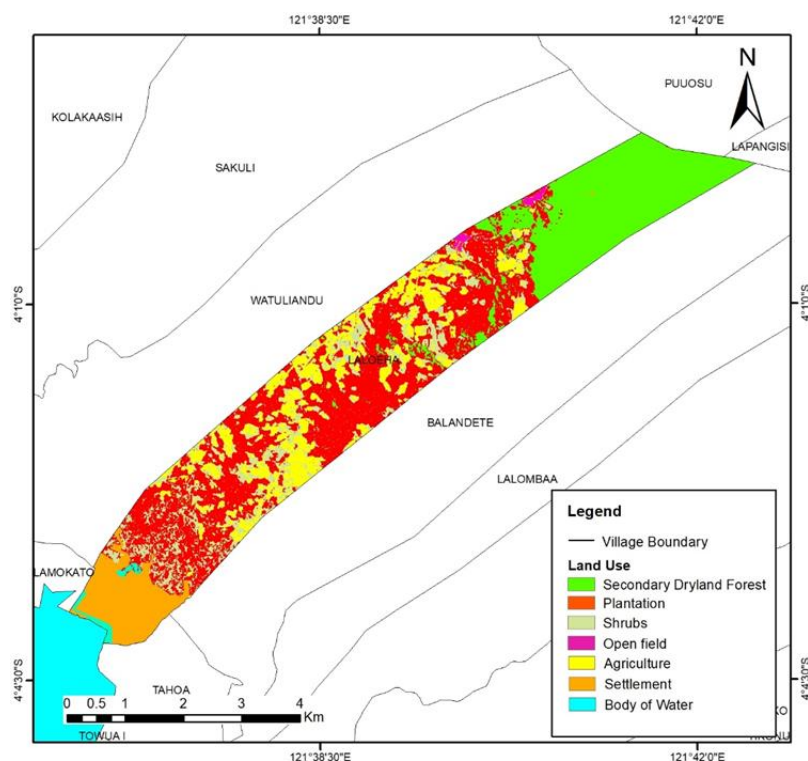 121°38'30"E
121°42'0"E
N
PUUOSU
KOLAKAASIH
LAPANGISI
SAKULI
4°1'0"S
4°1'0"S
WATULIANDU
LALOEHA
BALANDETE
LALOMBAA
Legend
Village Boundary
Land Use
Secondary Dryland Forest
Plantation
Shrubs
Open field
Agriculture
Settlement
Body of Water
LAMOKATO
4°4'30"S
4°4'30"S
TAHOA
0 0.5 1 2 3 4
Km
TOWUA I
KO
121°38'30"E
121°42'0"E